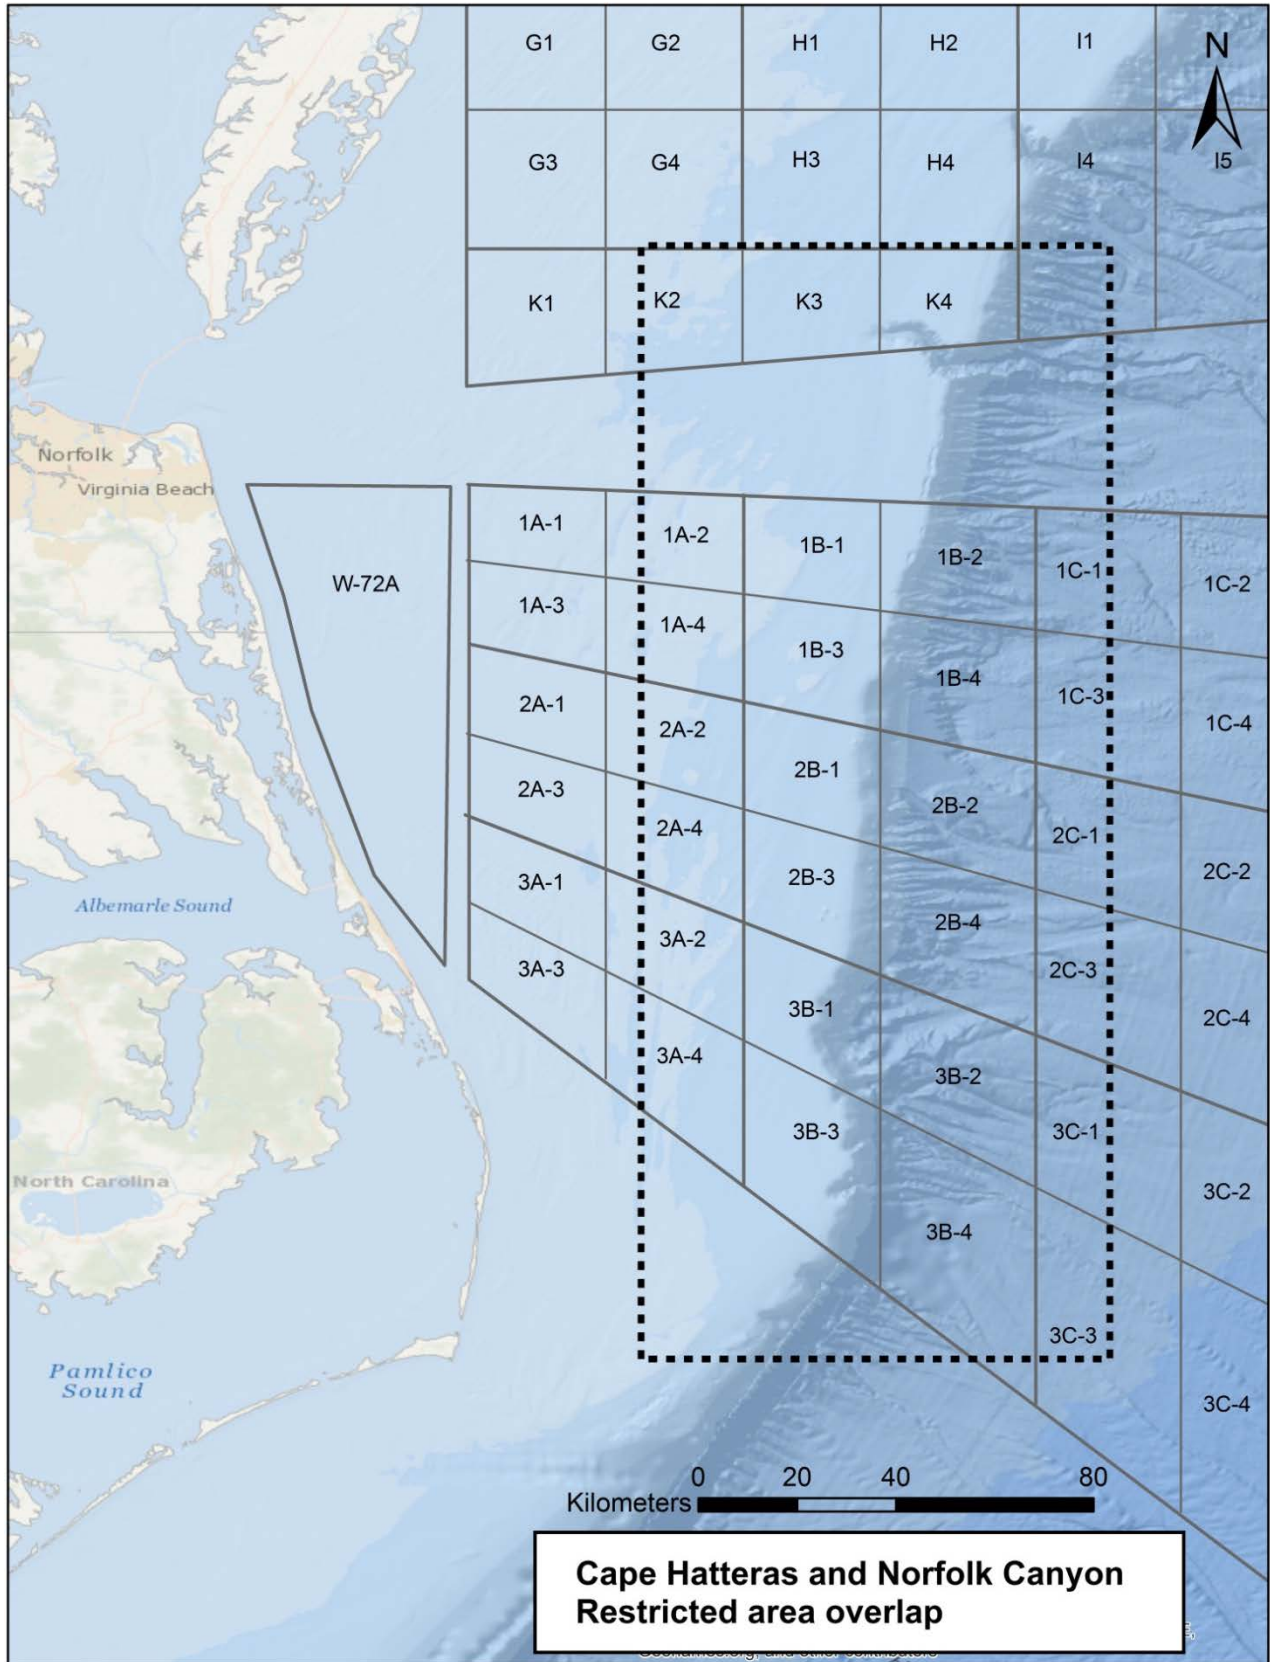 G1 G2 H1 H2 I1 N
G3 G4 H3 H4 I4 I5
K1 K2 K3 K4
Norfolk
Virginia Beach
W-72A
1A-1 1A-2 1B-1 1B-2 1C-1 1C-2
1A-3 1A-4 1B-3 1B-4 1C-3 1C-4
2A-1 2A-2 2B-1 2B-2 2C-1 2C-2
2A-3 2A-4 2B-3 2B-4 2C-3 2C-4
3A-1 3A-2 3B-1 3B-2 3C-1 3C-2
3A-3 3A-4 3B-3 3B-4 3C-3 3C-4
Albemarle Sound
North Carolina
Pamlico
Sound
0 20 40 80
Kilometers
Cape Hatteras and Norfolk Canyon
Restricted area overlap